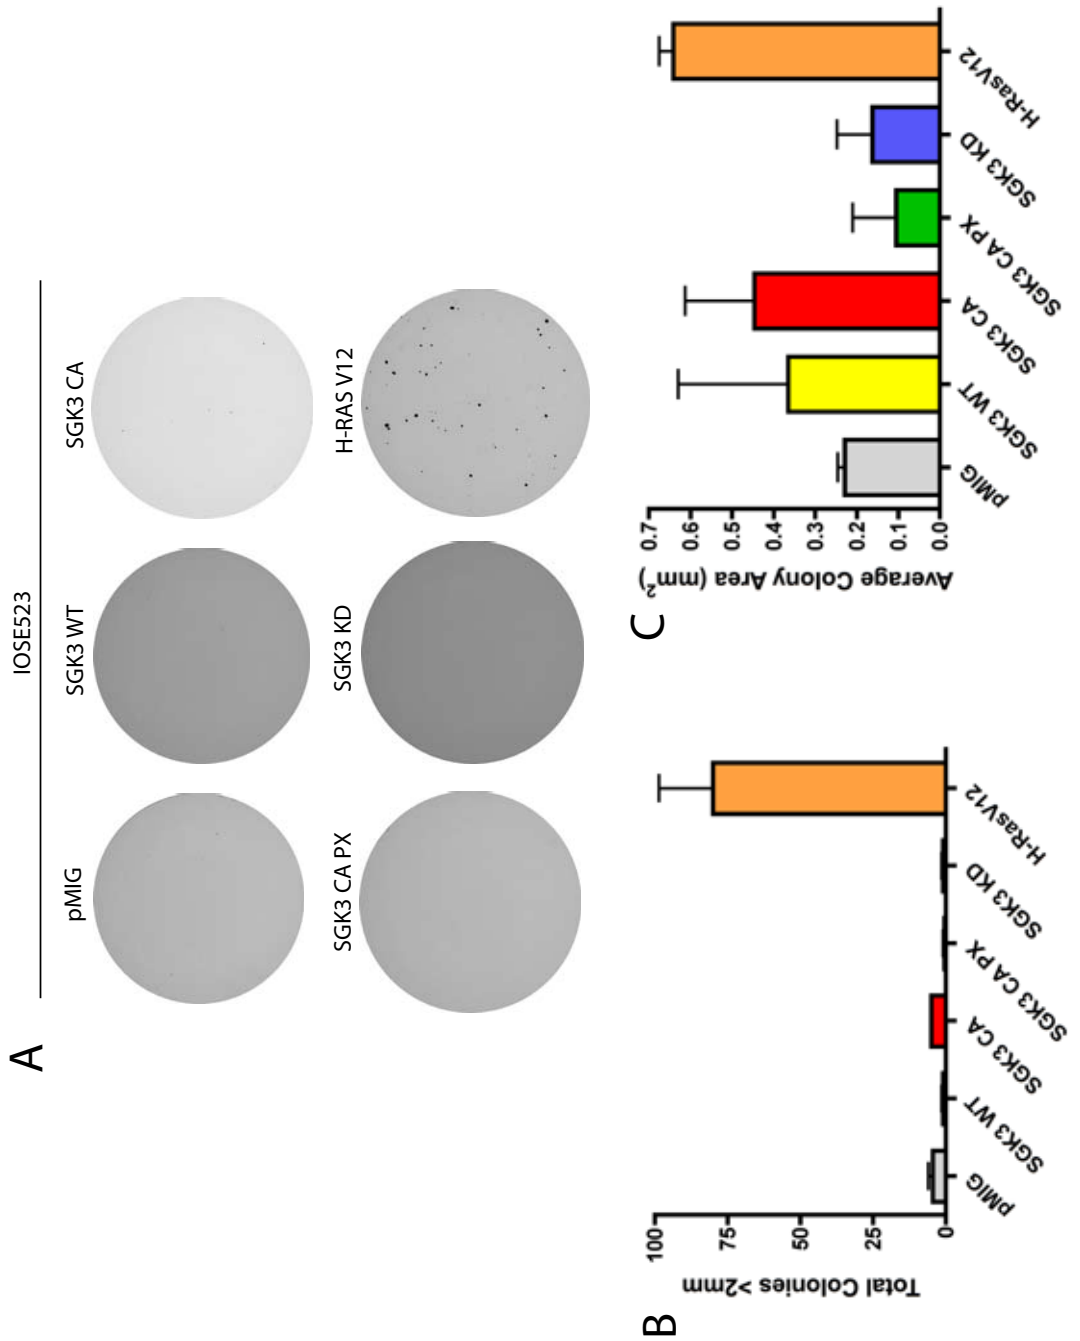 A
IOSE523
pMIG
SGK3 WT
SGK3 CA
SGK3 CA PX
SGK3 KD
H-RAS V12
B
Total Colonies >2mm
100
75
50
25
0
pMIG
SGK3 WT
SGK3 CA
SGK3 CA PX
SGK3 KD
H-RasV12
C
Average Colony Area (mm²)
0.7
0.6
0.5
0.4
0.3
0.2
0.1
0.0
pMIG
SGK3 WT
SGK3 CA
SGK3 CA PX
SGK3 KD
H-RasV12